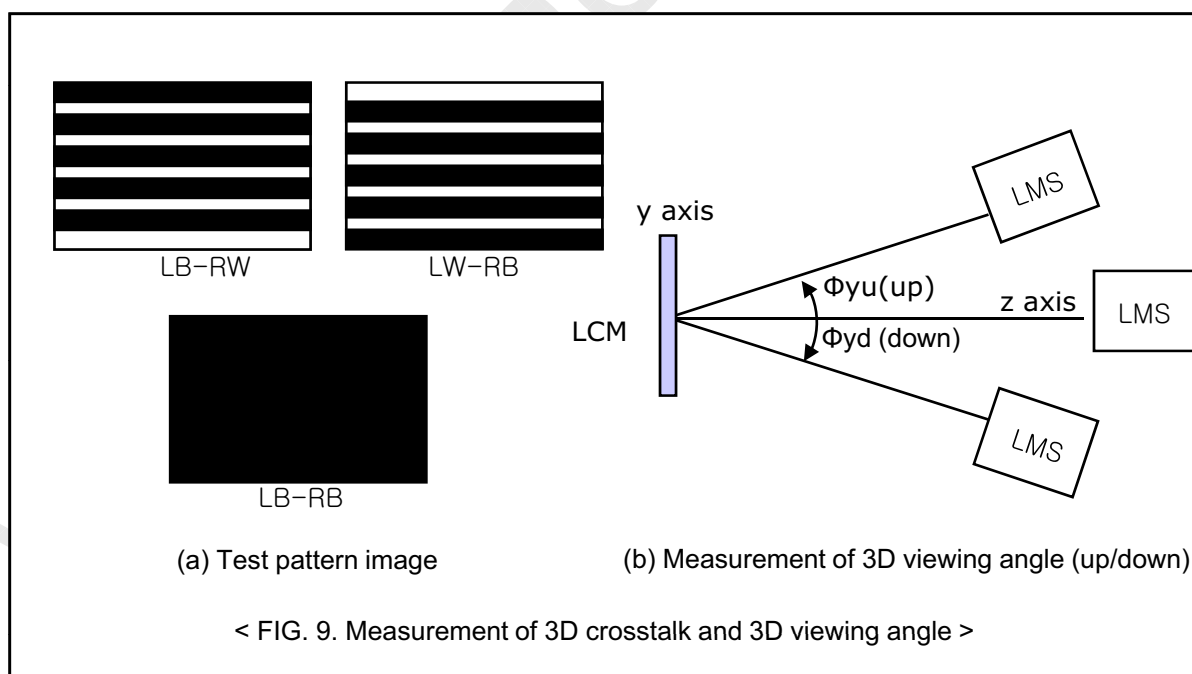 LB-RW
LW-RB
LB-RB
(a) Test pattern image
y axis
LCM
Φyu(up)
z axis
Φyd (down)
LMS
LMS
LMS
(b) Measurement of 3D viewing angle (up/down)
< FIG. 9. Measurement of 3D crosstalk and 3D viewing angle >